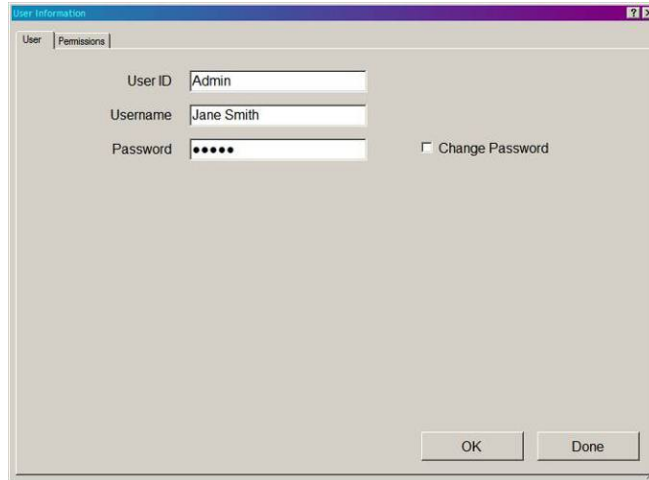 User Information
User Permissions
User ID Admin
Username Jane Smith
Password ●●●●● Change Password
OK Done